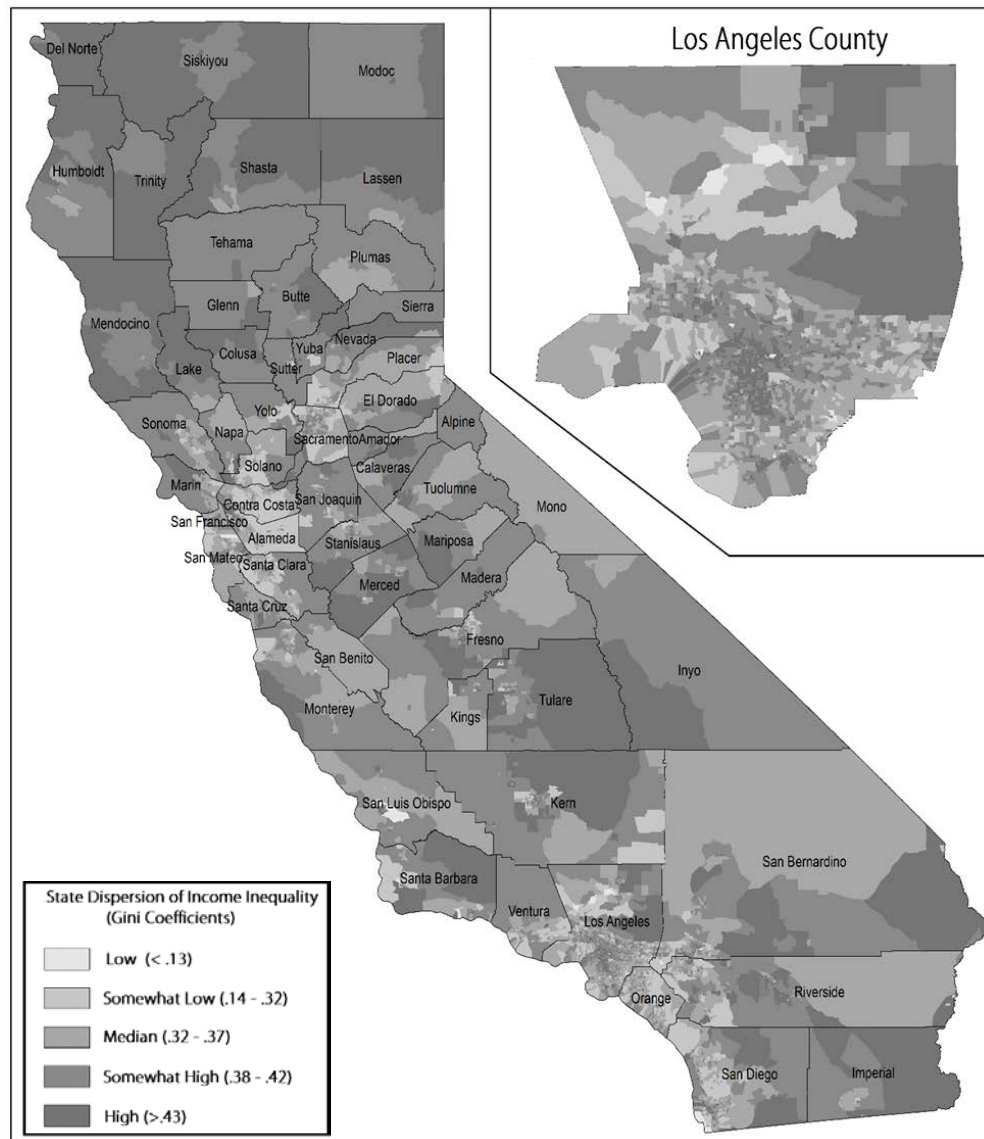 Los Angeles County
Del Norte
Siskiyou
Modoc
Humboldt
Trinity
Shasta
Lassen
Tehama
Plumas
Glenn
Butte
Sierra
Mendocino
Colusa
Yuba
Nevada
Lake
Sutter
Placer
Yolo
El Dorado
Sonoma
Napa
Sacramento
Amador
Alpine
Solano
Calaveras
Marin
Contra Costa
San Joaquin
Tuolumne
Mono
San Francisco
Alameda
Stanislaus
Mariposa
San Mateo
Santa Clara
Merced
Madera
Santa Cruz
Fresno
San Benito
Inyo
Monterey
Kings
Tulare
San Luis Obispo
Kern
San Bernardino
Santa Barbara
Ventura
Los Angeles
Orange
Riverside
San Diego
Imperial
State Dispersion of Income Inequality
(Gini Coefficients)
Low (< .13)
Somewhat Low (.14 - .32)
Median (.32 - .37)
Somewhat High (.38 - .42)
High (>.43)